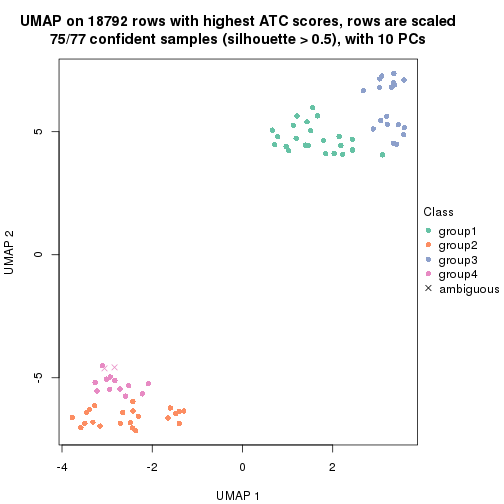 UMAP on 18792 rows with highest ATC scores, rows are scaled
75/77 confident samples (silhouette > 0.5), with 10 PCs
UMAP 2
5
0
-5
-4
-2
0
2
UMAP 1
Class
group1
group2
group3
group4
ambiguous